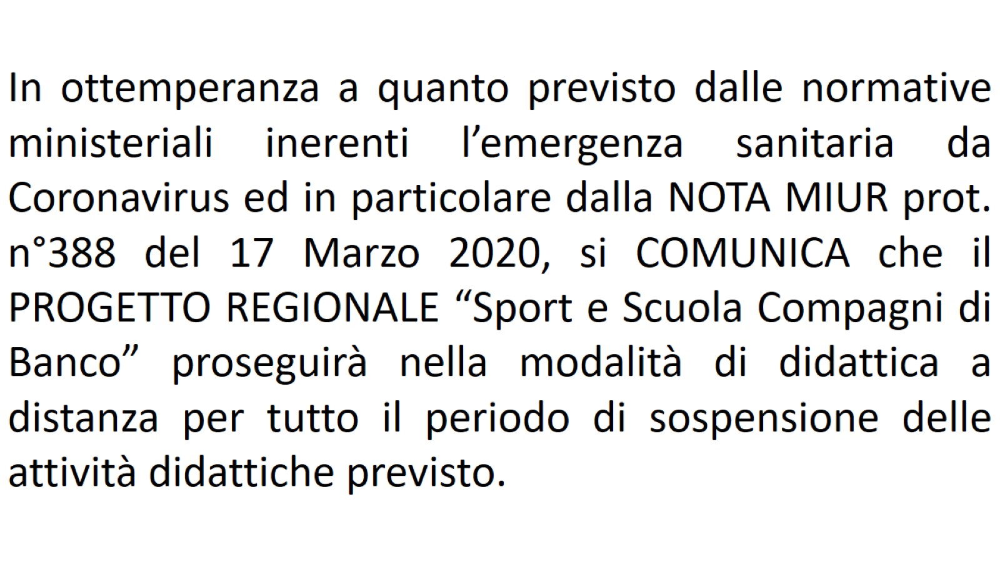 In ottemperanza a quanto previsto dalle normative
ministeriali inerenti l’emergenza sanitaria da
Coronavirus ed in particolare dalla NOTA MIUR prot.
n°388 del 17 Marzo 2020, si COMUNICA che il
PROGETTO REGIONALE “Sport e Scuola Compagni di
Banco” proseguirà nella modalità di didattica a
distanza per tutto il periodo di sospensione delle
attività didattiche previsto.